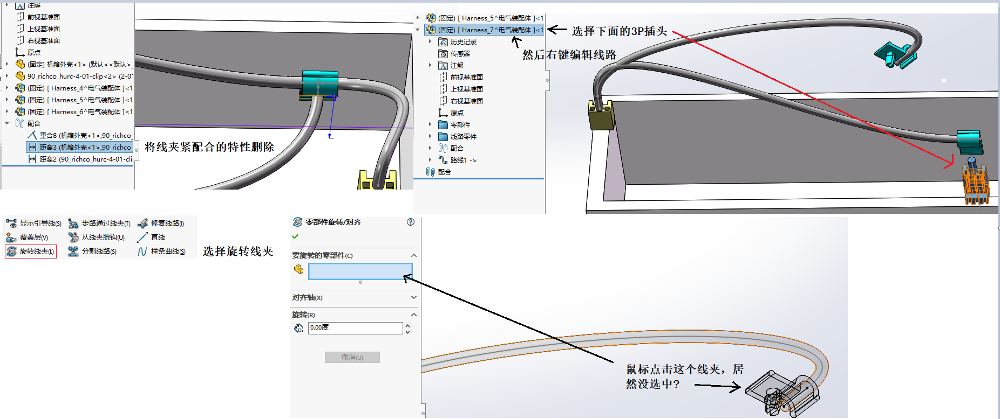 注解
前视基准面
上视基准面
右视基准面
原点
(固定) 机箱外壳<1> (默认<<默认>_
90_richco_hurc-4-01-clip<2> (2-01
(固定) [ Harness_4^电气装配体 ]<1
(固定) [ Harness_5^电气装配体 ]<1
(固定) [ Harness_6^电气装配体 ]<1
配合
重合8 (机箱外壳<1>,90_richco_
距离3 (机箱外壳<1>,90_richco_
距离2 (90_richco_hurc-4-01-cli
将线夹紧配合的特性删除
(固定) [ Harness_5^电气装配体 ]<1
(固定) [ Harness_7^电气装配体 ]<1
历史记录
传感器
注解
前视基准面
上视基准面
右视基准面
原点
零部件
线路零件
配合
路线1 ->
配合
选择下面的3P插头
然后右键编辑线路
显示引导线(S) 步路通过线夹(T) 修复线路(I)
覆盖层(V) 从线夹脱钩(U) 直线
旋转线夹(L) 分割线路(S) 样条曲线(S)
选择旋转线夹
零部件旋转/对齐
要旋转的零部件(C)
对齐轴(X)
旋转(R)
D2
0.00度
撤消(U)
鼠标点击这个线夹，居
然没选中?